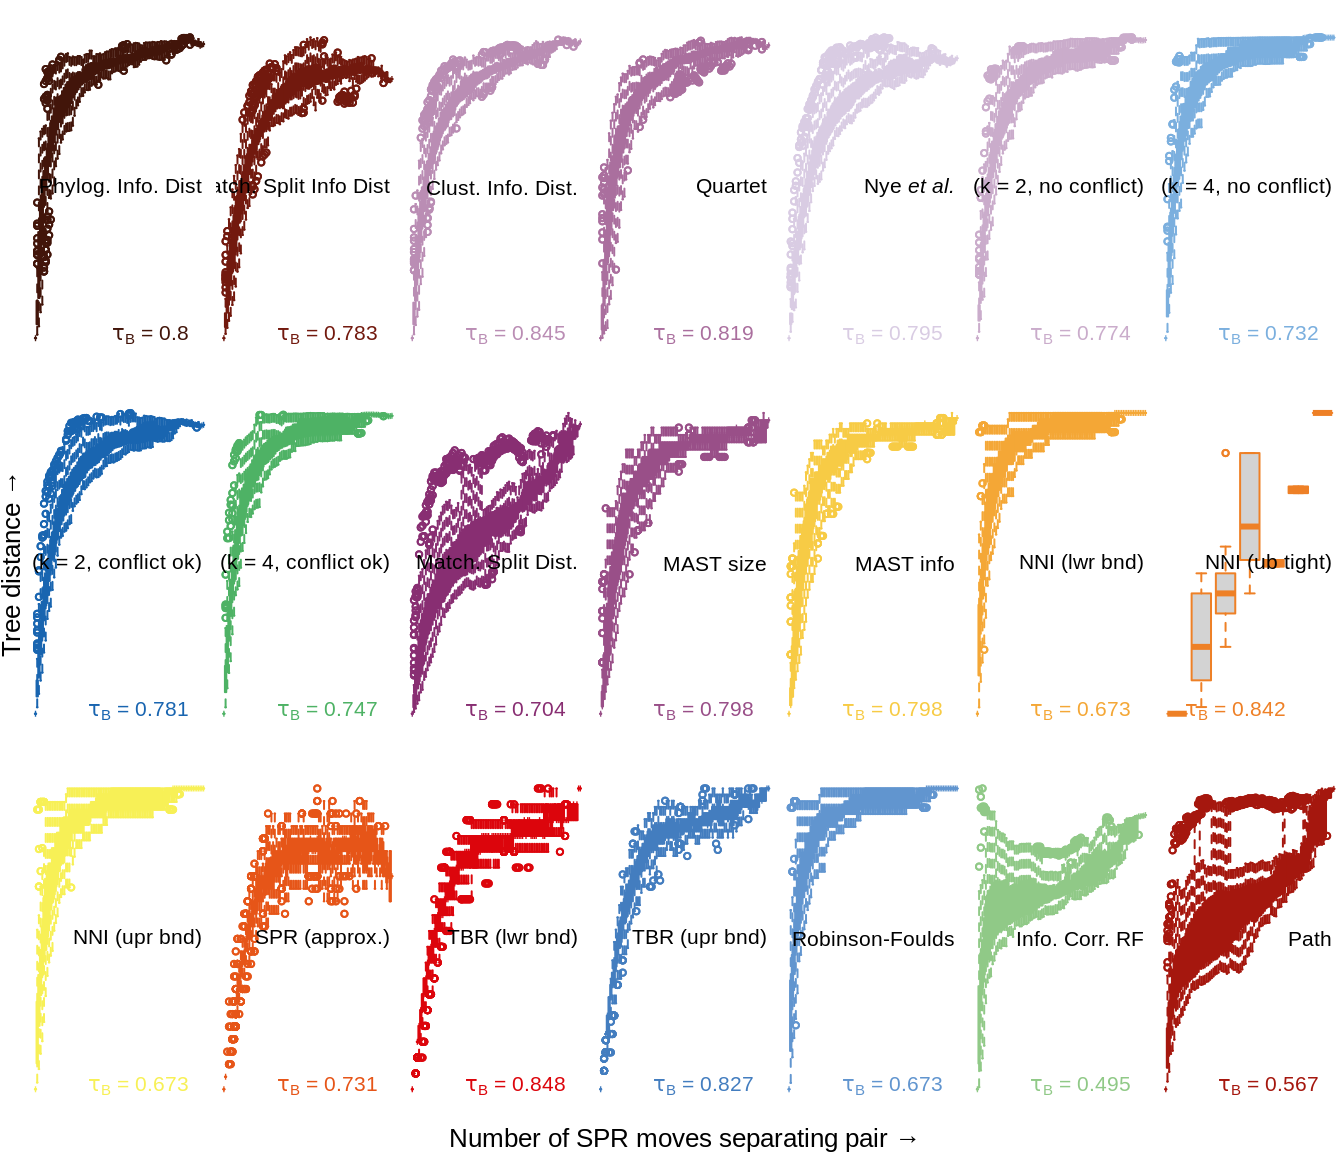 Phylog. Info. Dist
atch. Split Info Dist
Clust. Info. Dist.
Quartet
Nye et al.
(k = 2, no conflict)
(k = 4, no conflict)
τB = 0.8
τB = 0.783
τB = 0.845
τB = 0.819
τB = 0.795
τB = 0.774
τB = 0.732
Tree distance →
(k = 2, conflict ok)
(k = 4, conflict ok)
Match. Split Dist.
MAST size
MAST info
NNI (lwr bnd)
NNI (ub tight)
τB = 0.781
τB = 0.747
τB = 0.704
τB = 0.798
τB = 0.798
τB = 0.673
τB = 0.842
NNI (upr bnd)
SPR (approx.)
TBR (lwr bnd)
TBR (upr bnd)
Robinson-Foulds
Info. Corr. RF
Path
τB = 0.673
τB = 0.731
τB = 0.848
τB = 0.827
τB = 0.673
τB = 0.495
τB = 0.567
Number of SPR moves separating pair →